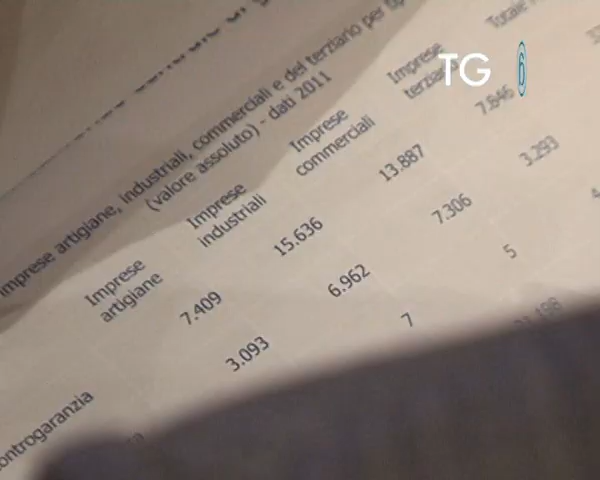 TG 6
imprese artigiane, industriali, commerciali e del terziario per
(valore assoluto) - dati 2011
Imprese artigiane
Imprese industriali
Imprese commerciali
Imprese
Totale
7.409 15.636 13.887 7.846
3.093 6.962 7.306 3.293
7 5